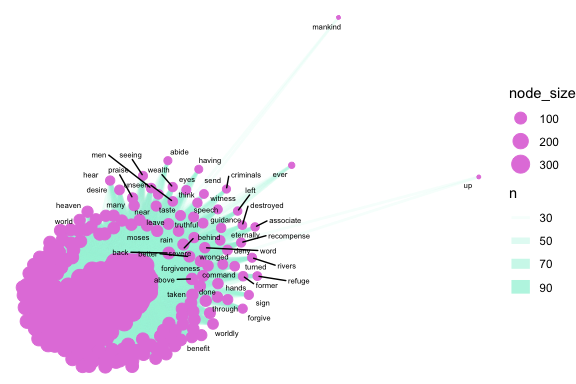 mankind
node_size
100
200
300
n
30
50
70
90
up
abide
seeing
men
having
praise
wealth
hear
eyes
criminals
ever
unseen
send
desire
think
left
witness
heaven
many
taste
destroyed
near
speech
world
leave
guidance
associate
truthful
eternally
recompense
moses
rain
behind
deny
word
back
better
severe
wronged
rivers
forgiveness
turned
refuge
above
command
former
hands
taken
done
sign
through
forgive
worldly
benefit